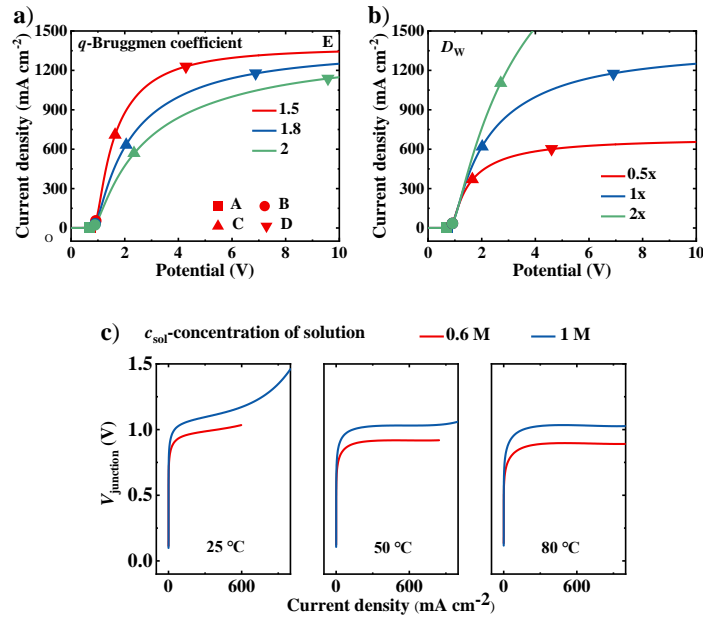 a)
q-Bruggmen coefficient
E
Current density (mA cm-2)
1500
1200
900
600
300
0
O
1.5
1.8
2
A
B
C
D
0
2
4
6
8
10
Potential (V)
b)
DW
Current density (mA cm-2)
1500
1200
900
600
300
0
0.5x
1x
2x
0
2
4
6
8
10
Potential (V)
c)
csol-concentration of solution
0.6 M
1 M
Vjunction (V)
1.5
1.0
0.5
0.0
25 °C
50 °C
80 °C
0
600
0
600
0
600
Current density (mA cm-2)